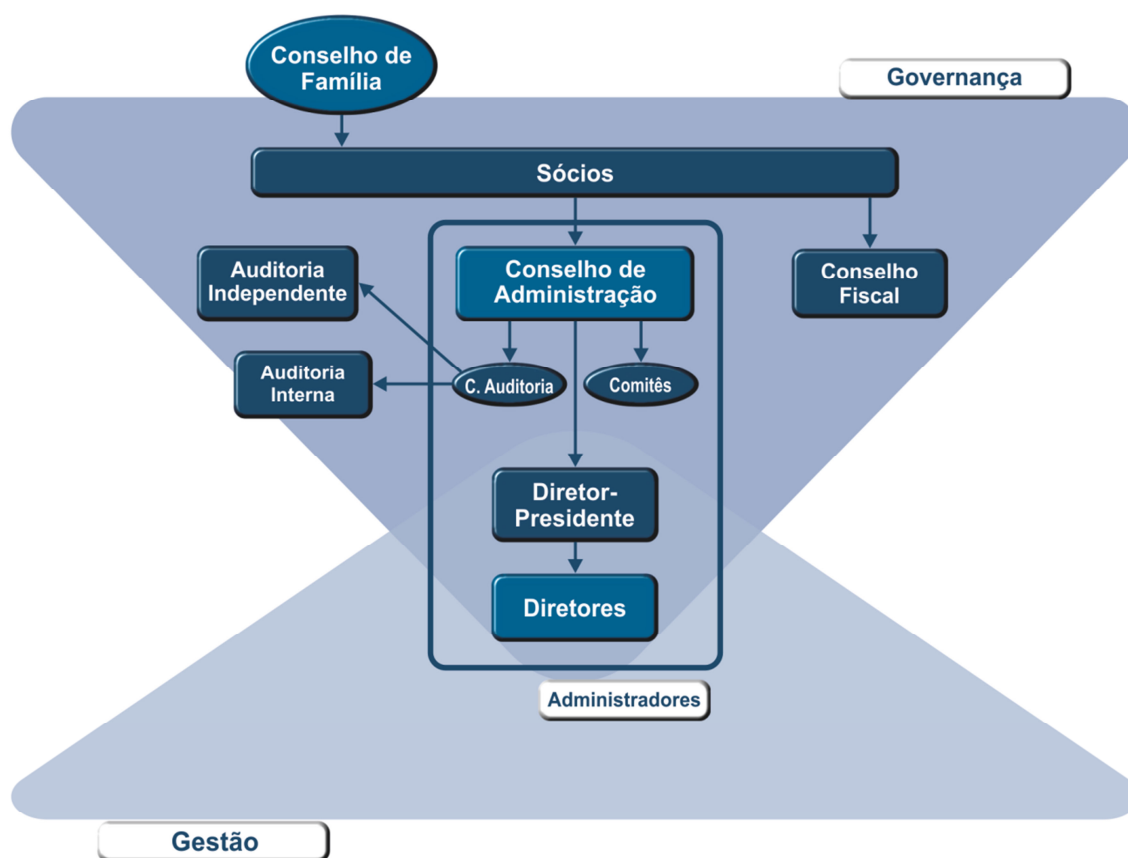 Conselho de
Família
Governança
Sócios
Auditoria
Independente
Conselho de
Administração
Conselho
Fiscal
Auditoria
Interna
C. Auditoria
Comitês
Diretor-
Presidente
Diretores
Administradores
Gestão